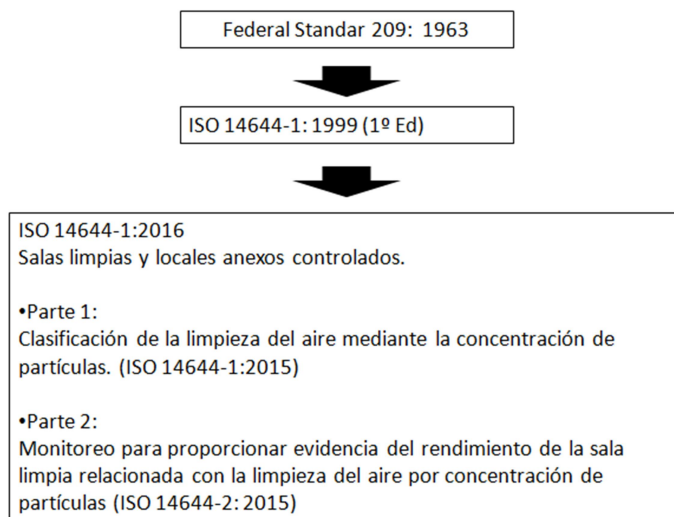 Federal Standar 209: 1963
ISO 14644-1: 1999 (1º Ed)
ISO 14644-1:2016
Salas limpias y locales anexos controlados.
•Parte 1:
Clasificación de la limpieza del aire mediante la concentración de
partículas. (ISO 14644-1:2015)
•Parte 2:
Monitoreo para proporcionar evidencia del rendimiento de la sala
limpia relacionada con la limpieza del aire por concentración de
partículas (ISO 14644-2: 2015)